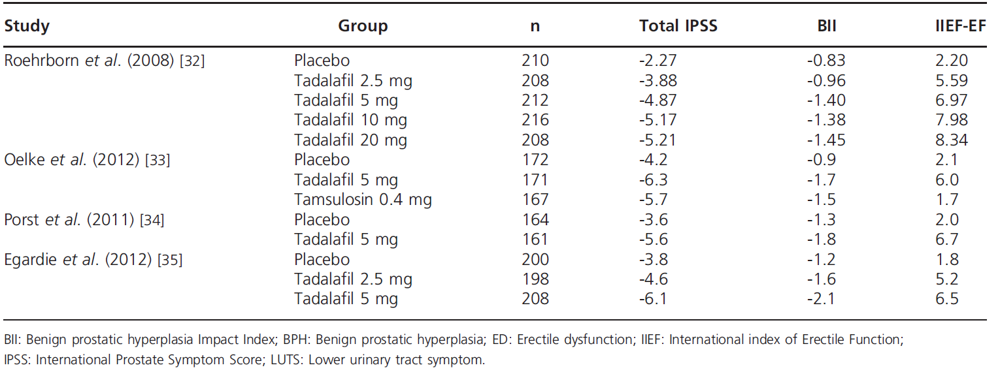 Study Group n Total IPSS BII IIEF-EF
Roehrborn et al. (2008) [32] Placebo 210 -2.27 -0.83 2.20
Tadalafil 2.5 mg 208 -3.88 -0.96 5.59
Tadalafil 5 mg 212 -4.87 -1.40 6.97
Tadalafil 10 mg 216 -5.17 -1.38 7.98
Tadalafil 20 mg 208 -5.21 -1.45 8.34
Oelke et al. (2012) [33] Placebo 172 -4.2 -0.9 2.1
Tadalafil 5 mg 171 -6.3 -1.7 6.0
Tamsulosin 0.4 mg 167 -5.7 -1.5 1.7
Porst et al. (2011) [34] Placebo 164 -3.6 -1.3 2.0
Tadalafil 5 mg 161 -5.6 -1.8 6.7
Egardie et al. (2012) [35] Placebo 200 -3.8 -1.2 1.8
Tadalafil 2.5 mg 198 -4.6 -1.6 5.2
Tadalafil 5 mg 208 -6.1 -2.1 6.5
BII: Benign prostatic hyperplasia Impact Index; BPH: Benign prostatic hyperplasia; ED: Erectile dysfunction; IIEF: International index of Erectile Function;
IPSS: International Prostate Symptom Score; LUTS: Lower urinary tract symptom.